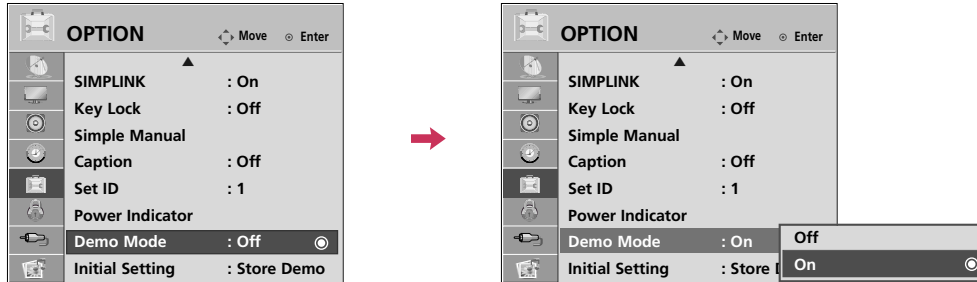 OPTION Move Enter
SIMPLINK : On
Key Lock : Off
Simple Manual
Caption : Off
Set ID : 1
Power Indicator
Demo Mode : Off
Initial Setting : Store Demo
OPTION Move Enter
SIMPLINK : On
Key Lock : Off
Simple Manual
Caption : Off
Set ID : 1
Power Indicator
Demo Mode : On
Initial Setting : Store
Off
On